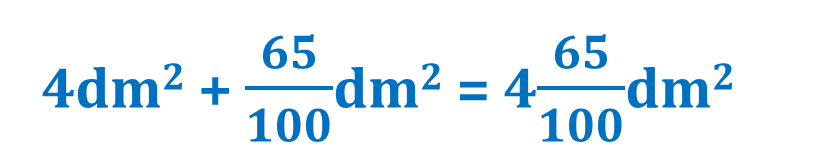 4dm² + 65/100 dm² = 4 65/100 dm²